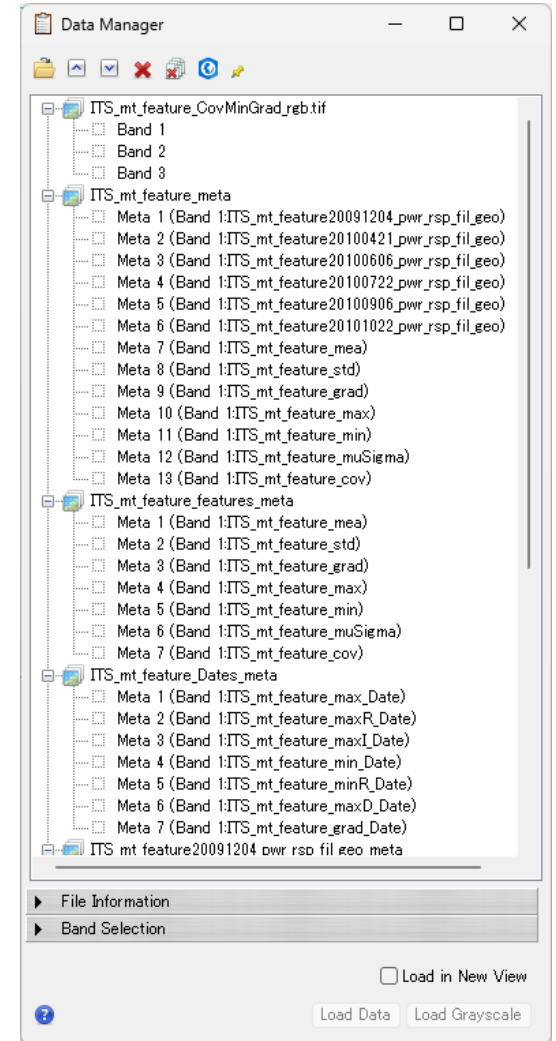 Data Manager
ITS_mt_feature_CovMinGrad_rgb.tif
Band 1
Band 2
Band 3
ITS_mt_feature_meta
Meta 1 (Band 1:ITS_mt_feature20091204_pwr_rsp_fil_geo)
Meta 2 (Band 1:ITS_mt_feature20100421_pwr_rsp_fil_geo)
Meta 3 (Band 1:ITS_mt_feature20100606_pwr_rsp_fil_geo)
Meta 4 (Band 1:ITS_mt_feature20100722_pwr_rsp_fil_geo)
Meta 5 (Band 1:ITS_mt_feature20100906_pwr_rsp_fil_geo)
Meta 6 (Band 1:ITS_mt_feature20101022_pwr_rsp_fil_geo)
Meta 7 (Band 1:ITS_mt_feature_mea)
Meta 8 (Band 1:ITS_mt_feature_std)
Meta 9 (Band 1:ITS_mt_feature_grad)
Meta 10 (Band 1:ITS_mt_feature_max)
Meta 11 (Band 1:ITS_mt_feature_min)
Meta 12 (Band 1:ITS_mt_feature_muSigma)
Meta 13 (Band 1:ITS_mt_feature_cov)
ITS_mt_feature_features_meta
Meta 1 (Band 1:ITS_mt_feature_mea)
Meta 2 (Band 1:ITS_mt_feature_std)
Meta 3 (Band 1:ITS_mt_feature_grad)
Meta 4 (Band 1:ITS_mt_feature_max)
Meta 5 (Band 1:ITS_mt_feature_min)
Meta 6 (Band 1:ITS_mt_feature_muSigma)
Meta 7 (Band 1:ITS_mt_feature_cov)
ITS_mt_feature_Dates_meta
Meta 1 (Band 1:ITS_mt_feature_max_Date)
Meta 2 (Band 1:ITS_mt_feature_maxR_Date)
Meta 3 (Band 1:ITS_mt_feature_maxI_Date)
Meta 4 (Band 1:ITS_mt_feature_min_Date)
Meta 5 (Band 1:ITS_mt_feature_minR_Date)
Meta 6 (Band 1:ITS_mt_feature_maxD_Date)
Meta 7 (Band 1:ITS_mt_feature_grad_Date)
ITS_mt_feature20091204_pwr_rsp_fil_geo_meta
File Information
Band Selection
Load in New View
Load Data
Load Grayscale